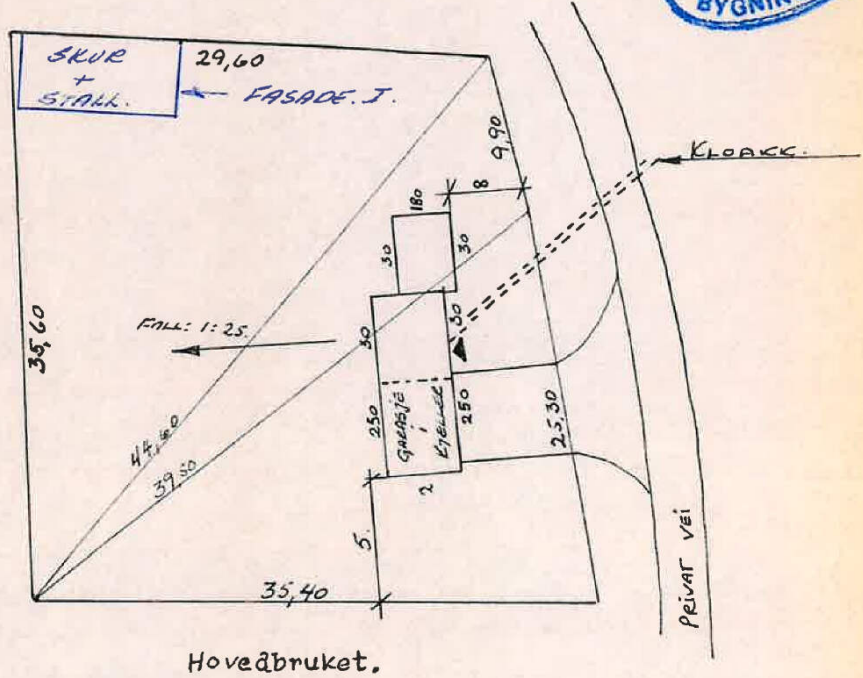 BYGNIN
SKUR
+
STALL.
29,60
FASADE. I.
9,90
KLOAKK.
8
180
30
30
FALL: 1:25.
30
30
35,60
250
GARASJE
I
KJELLER
250
25,30
44,60
39,50
2
5.
35,40
PRIVAT VEI
Hovedbruket.